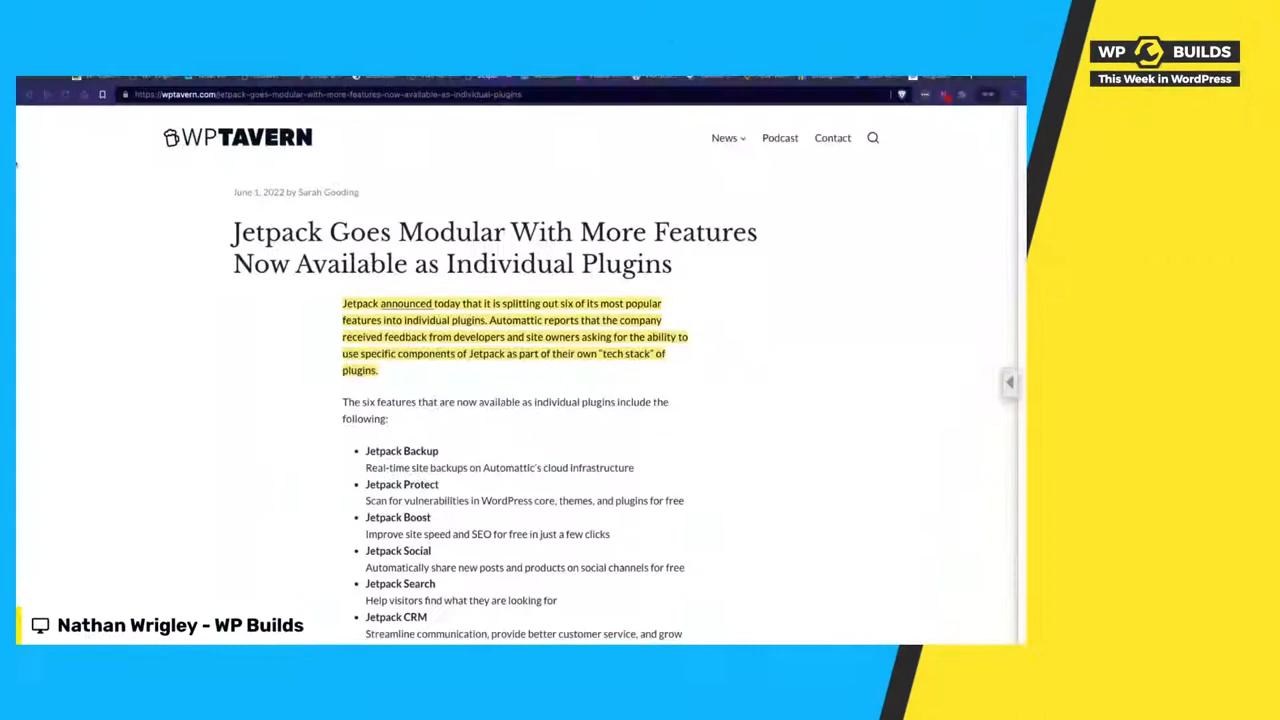 WP BUILDS
This Week in WordPress
https://wptavern.com/jetpack-goes-modular-with-more-features-now-available-as-individual-plugins
WPTAVERN
News
Podcast
Contact
June 1, 2022 by Sarah Gooding
Jetpack Goes Modular With More Features
Now Available as Individual Plugins
Jetpack announced today that it is splitting out six of its most popular
features into individual plugins. Automattic reports that the company
received feedback from developers and site owners asking for the ability to
use specific components of Jetpack as part of their own "tech stack" of
plugins.
The six features that are now available as individual plugins include the
following:
• Jetpack Backup
Real-time site backups on Automattic's cloud infrastructure
• Jetpack Protect
Scan for vulnerabilities in WordPress core, themes, and plugins for free
• Jetpack Boost
Improve site speed and SEO for free in just a few clicks
• Jetpack Social
Automatically share new posts and products on social channels for free
• Jetpack Search
Help visitors find what they are looking for
• Jetpack CRM
Streamline communication, provide better customer service, and grow
Nathan Wrigley - WP Builds